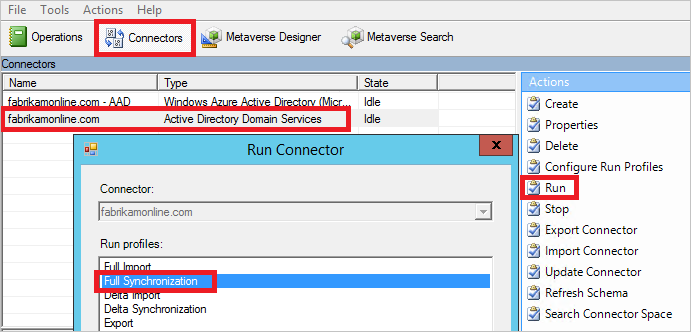 File Tools Actions Help
Operations Connectors Metaverse Designer Metaverse Search
Connectors
Name Type State
fabrikamonline.com - AAD Windows Azure Active Directory (Micr... Idle
fabrikamonline.com Active Directory Domain Services Idle
Actions
Create
Properties
Delete
Configure Run Profiles
Run
Stop
Export Connector
Import Connector
Update Connector
Refresh Schema
Search Connector Space
Run Connector
x
Connector:
fabrikamonline.com
Run profiles:
Full Import
Full Synchronization
Delta Import
Delta Synchronization
Export